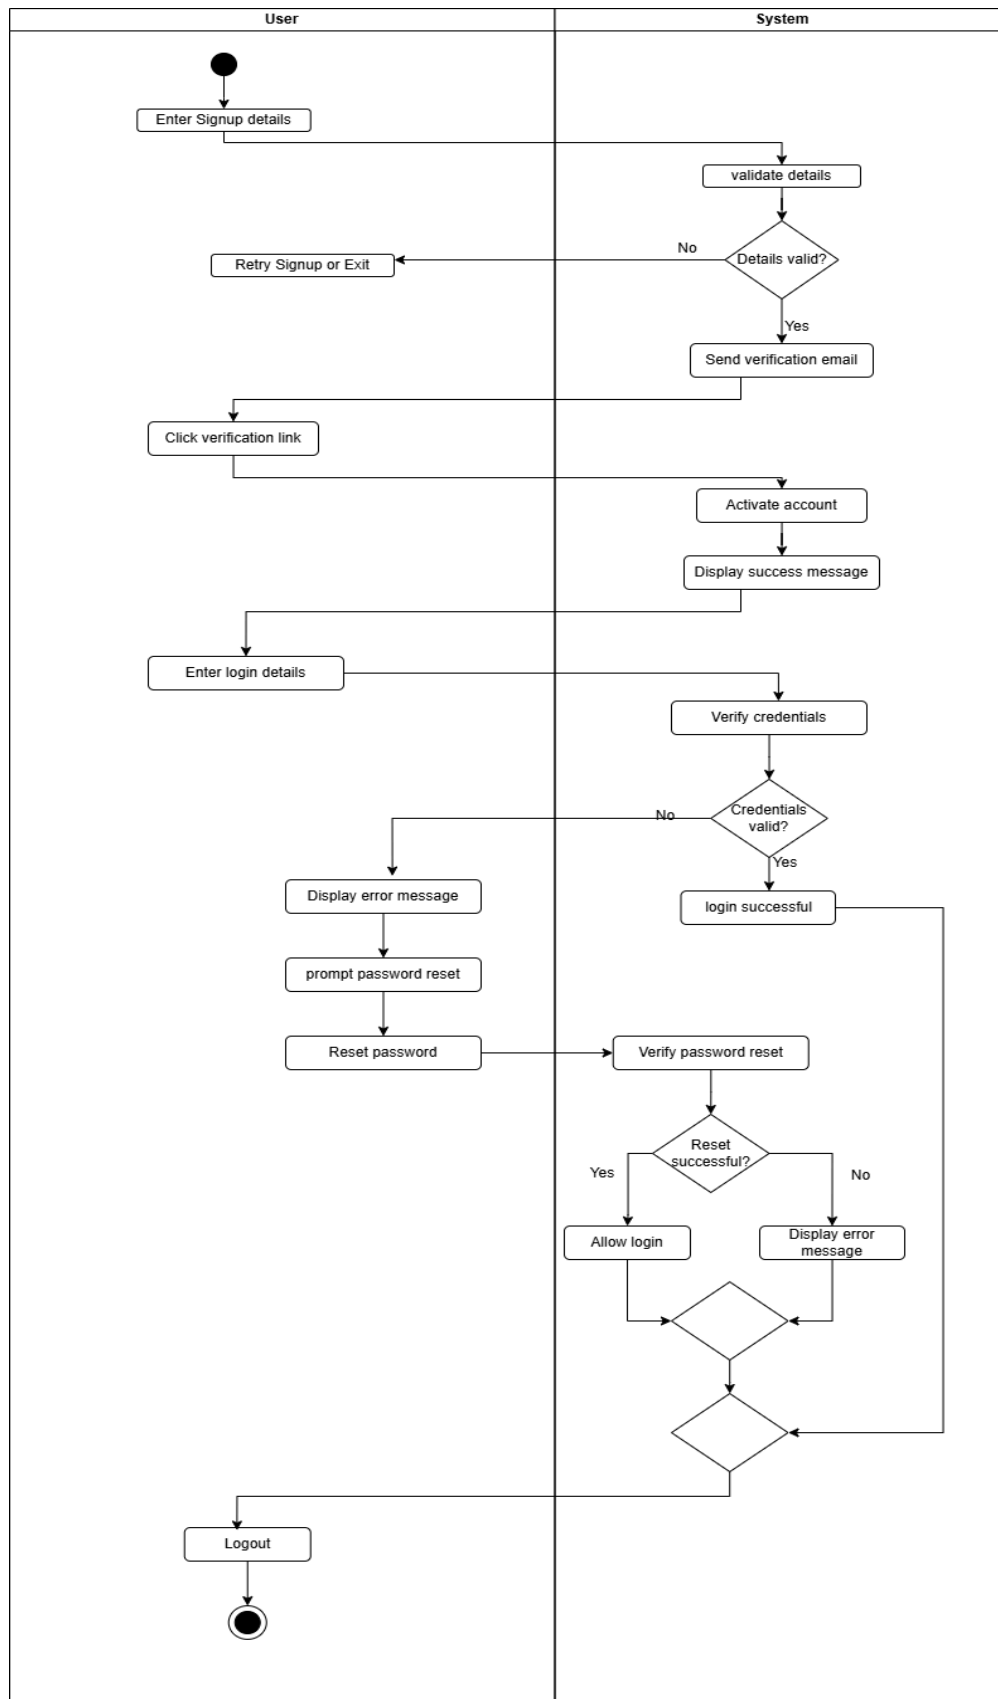 User
System
Enter Signup details
validate details
No
Details valid?
Retry Signup or Exit
Yes
Send verification email
Click verification link
Activate account
Display success message
Enter login details
Verify credentials
No
Credentials
valid?
Yes
Display error message
login successful
prompt password reset
Reset password
Verify password reset
Reset
successful?
Yes
No
Allow login
Display error
message
Logout